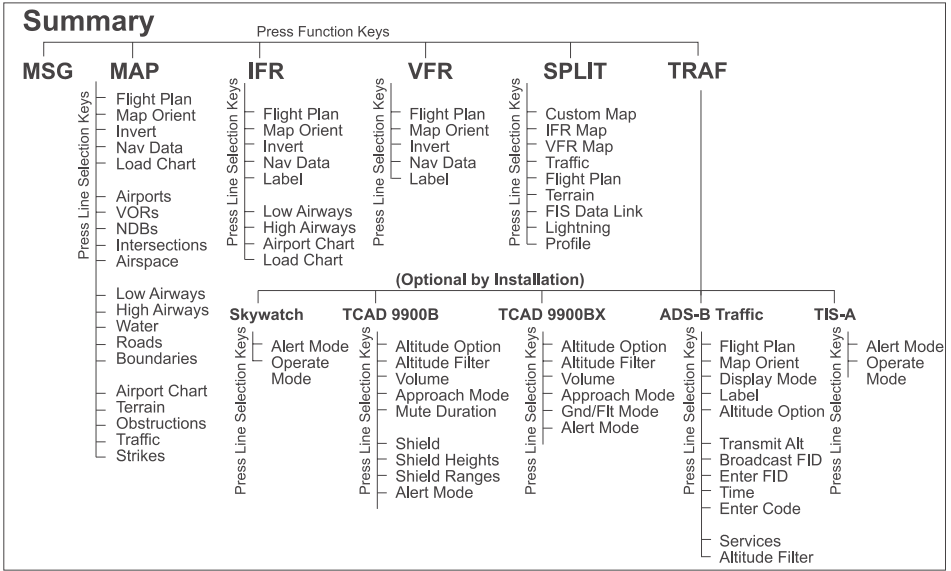 Summary
Press Function Keys
MSG MAP IFR VFR SPLIT TRAF
Press Line Selection Keys
Flight Plan
Map Orient
Invert
Nav Data
Load Chart
Airports
VORs
NDBs
Intersections
Airspace
Low Airways
High Airways
Water
Roads
Boundaries
Airport Chart
Terrain
Obstructions
Traffic
Strikes
Press Line Selection Keys
Flight Plan
Map Orient
Invert
Nav Data
Label
Low Airways
High Airways
Airport Chart
Load Chart
Press Line Selection Keys
Flight Plan
Map Orient
Invert
Nav Data
Label
Press Line Selection Keys
Custom Map
IFR Map
VFR Map
Traffic
Flight Plan
Terrain
FIS Data Link
Lightning
Profile
(Optional by Installation)
Skywatch
Press Line Selection Keys
Alert Mode
Operate
Mode
TCAD 9900B
Press Line Selection Keys
Altitude Option
Altitude Filter
Volume
Approach Mode
Mute Duration
Shield
Shield Heights
Shield Ranges
Alert Mode
TCAD 9900BX
Press Line Selection Keys
Altitude Option
Altitude Filter
Volume
Approach Mode
Gnd/Flt Mode
Alert Mode
ADS-B Traffic
Press Line Selection Keys
Flight Plan
Map Orient
Display Mode
Label
Altitude Option
Transmit Alt
Broadcast FID
Enter FID
Time
Enter Code
Services
Altitude Filter
TIS-A
Press Line Selection Keys
Alert Mode
Operate
Mode